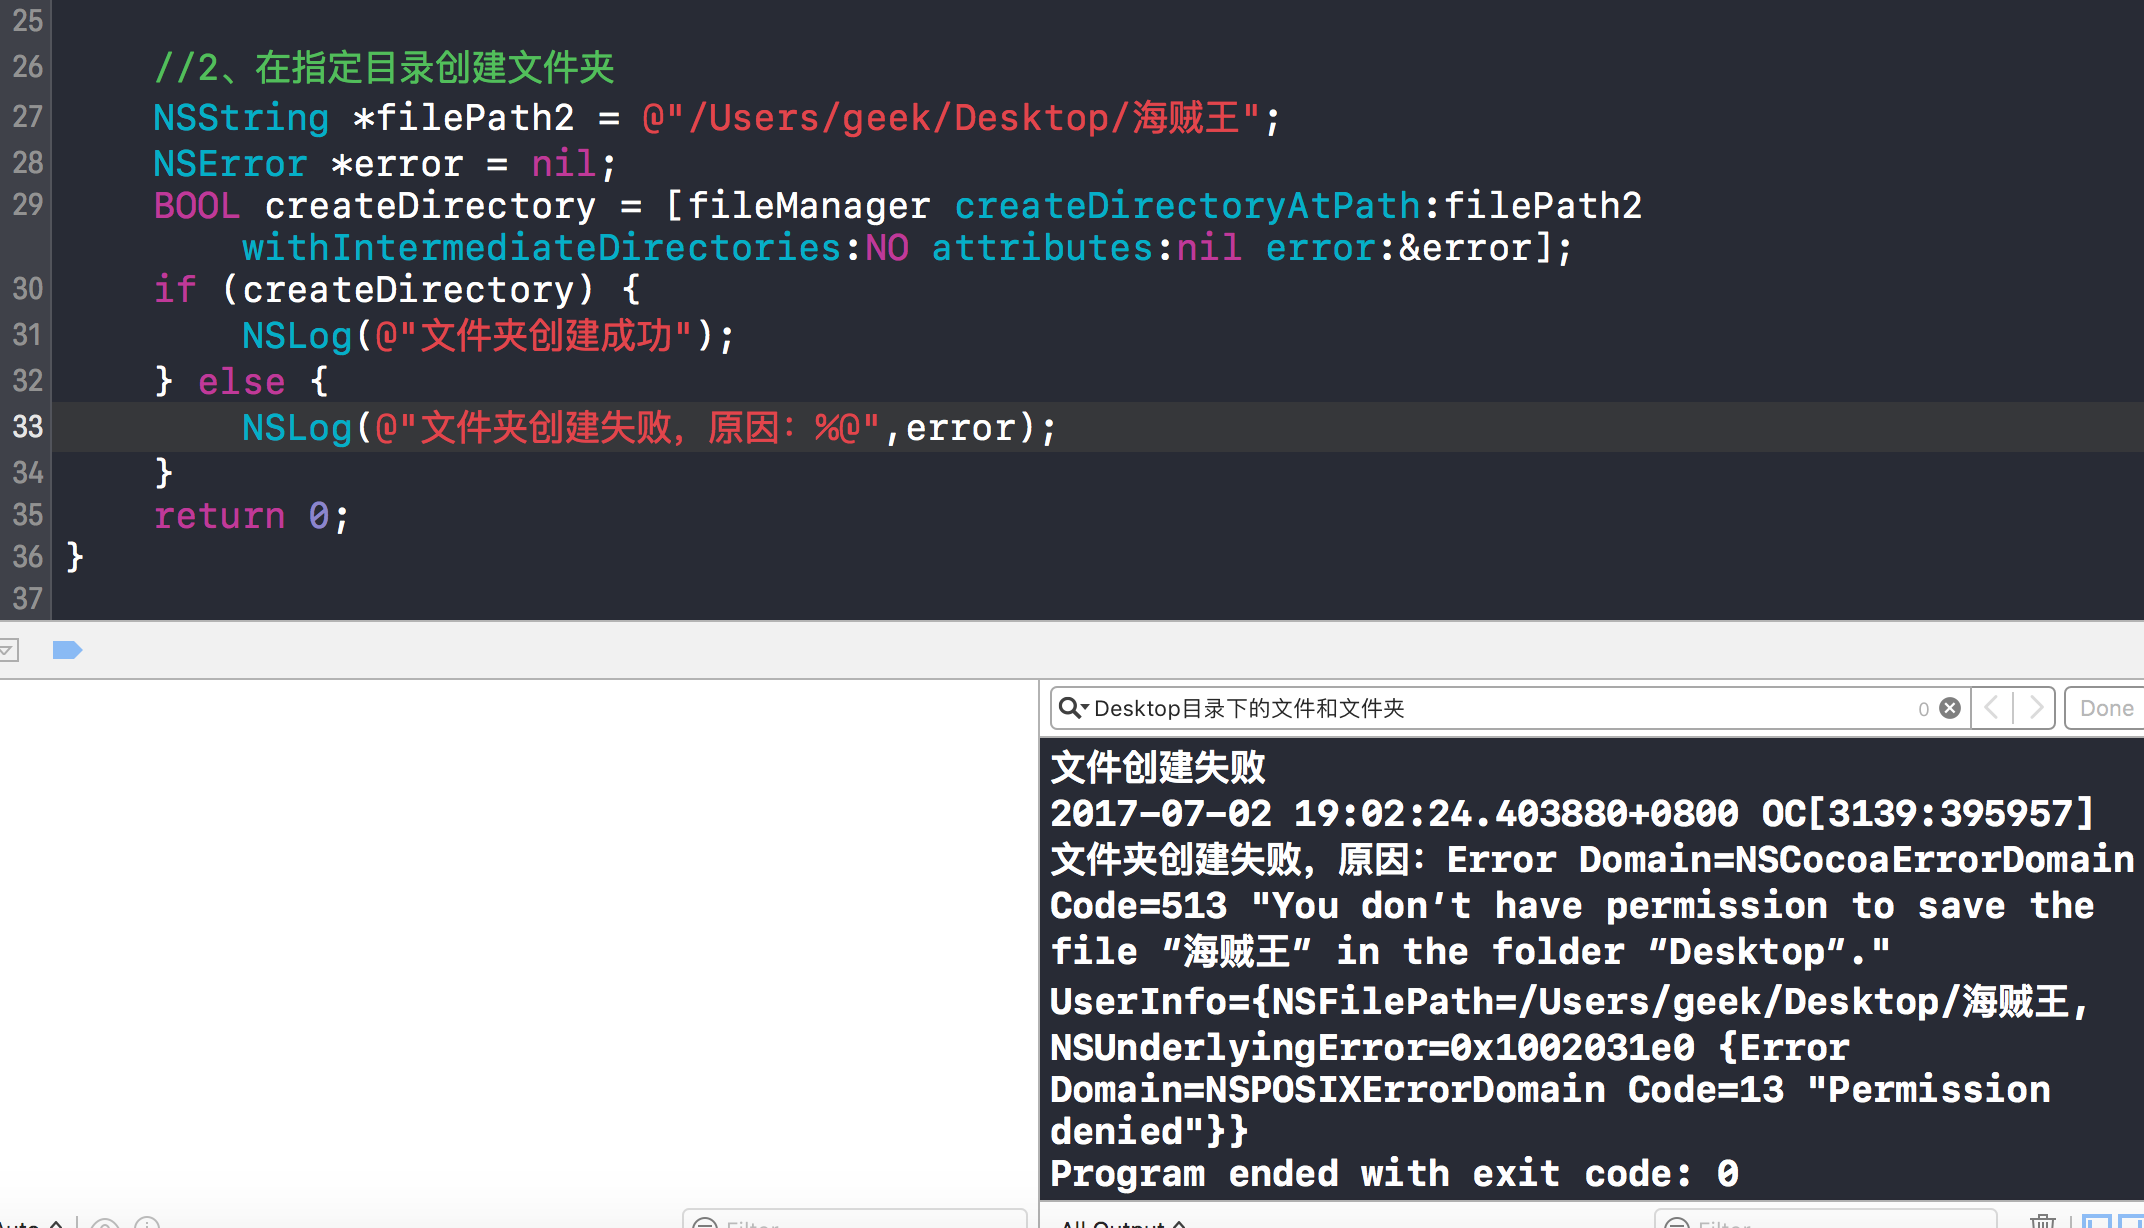 25
26 //2、在指定目录创建文件夹
27 NSString *filePath2 = @"/Users/geek/Desktop/海贼王";
28 NSError *error = nil;
29 BOOL createDirectory = [fileManager createDirectoryAtPath:filePath2
withIntermediateDirectories:NO attributes:nil error:&error];
30 if (createDirectory) {
31 NSLog(@"文件夹创建成功");
32 } else {
33 NSLog(@"文件夹创建失败，原因：%@",error);
34 }
35 return 0;
36 }
37
Desktop目录下的文件和文件夹 0 Done
文件创建失败
2017-07-02 19:02:24.403880+0800 OC[3139:395957]
文件夹创建失败，原因：Error Domain=NSCocoaErrorDomain
Code=513 "You don’t have permission to save the
file “海贼王” in the folder “Desktop”."
UserInfo={NSFilePath=/Users/geek/Desktop/海贼王,
NSUnderlyingError=0x1002031e0 {Error
Domain=NSPOSIXErrorDomain Code=13 "Permission
denied"}}
Program ended with exit code: 0
Filter All Output Filter